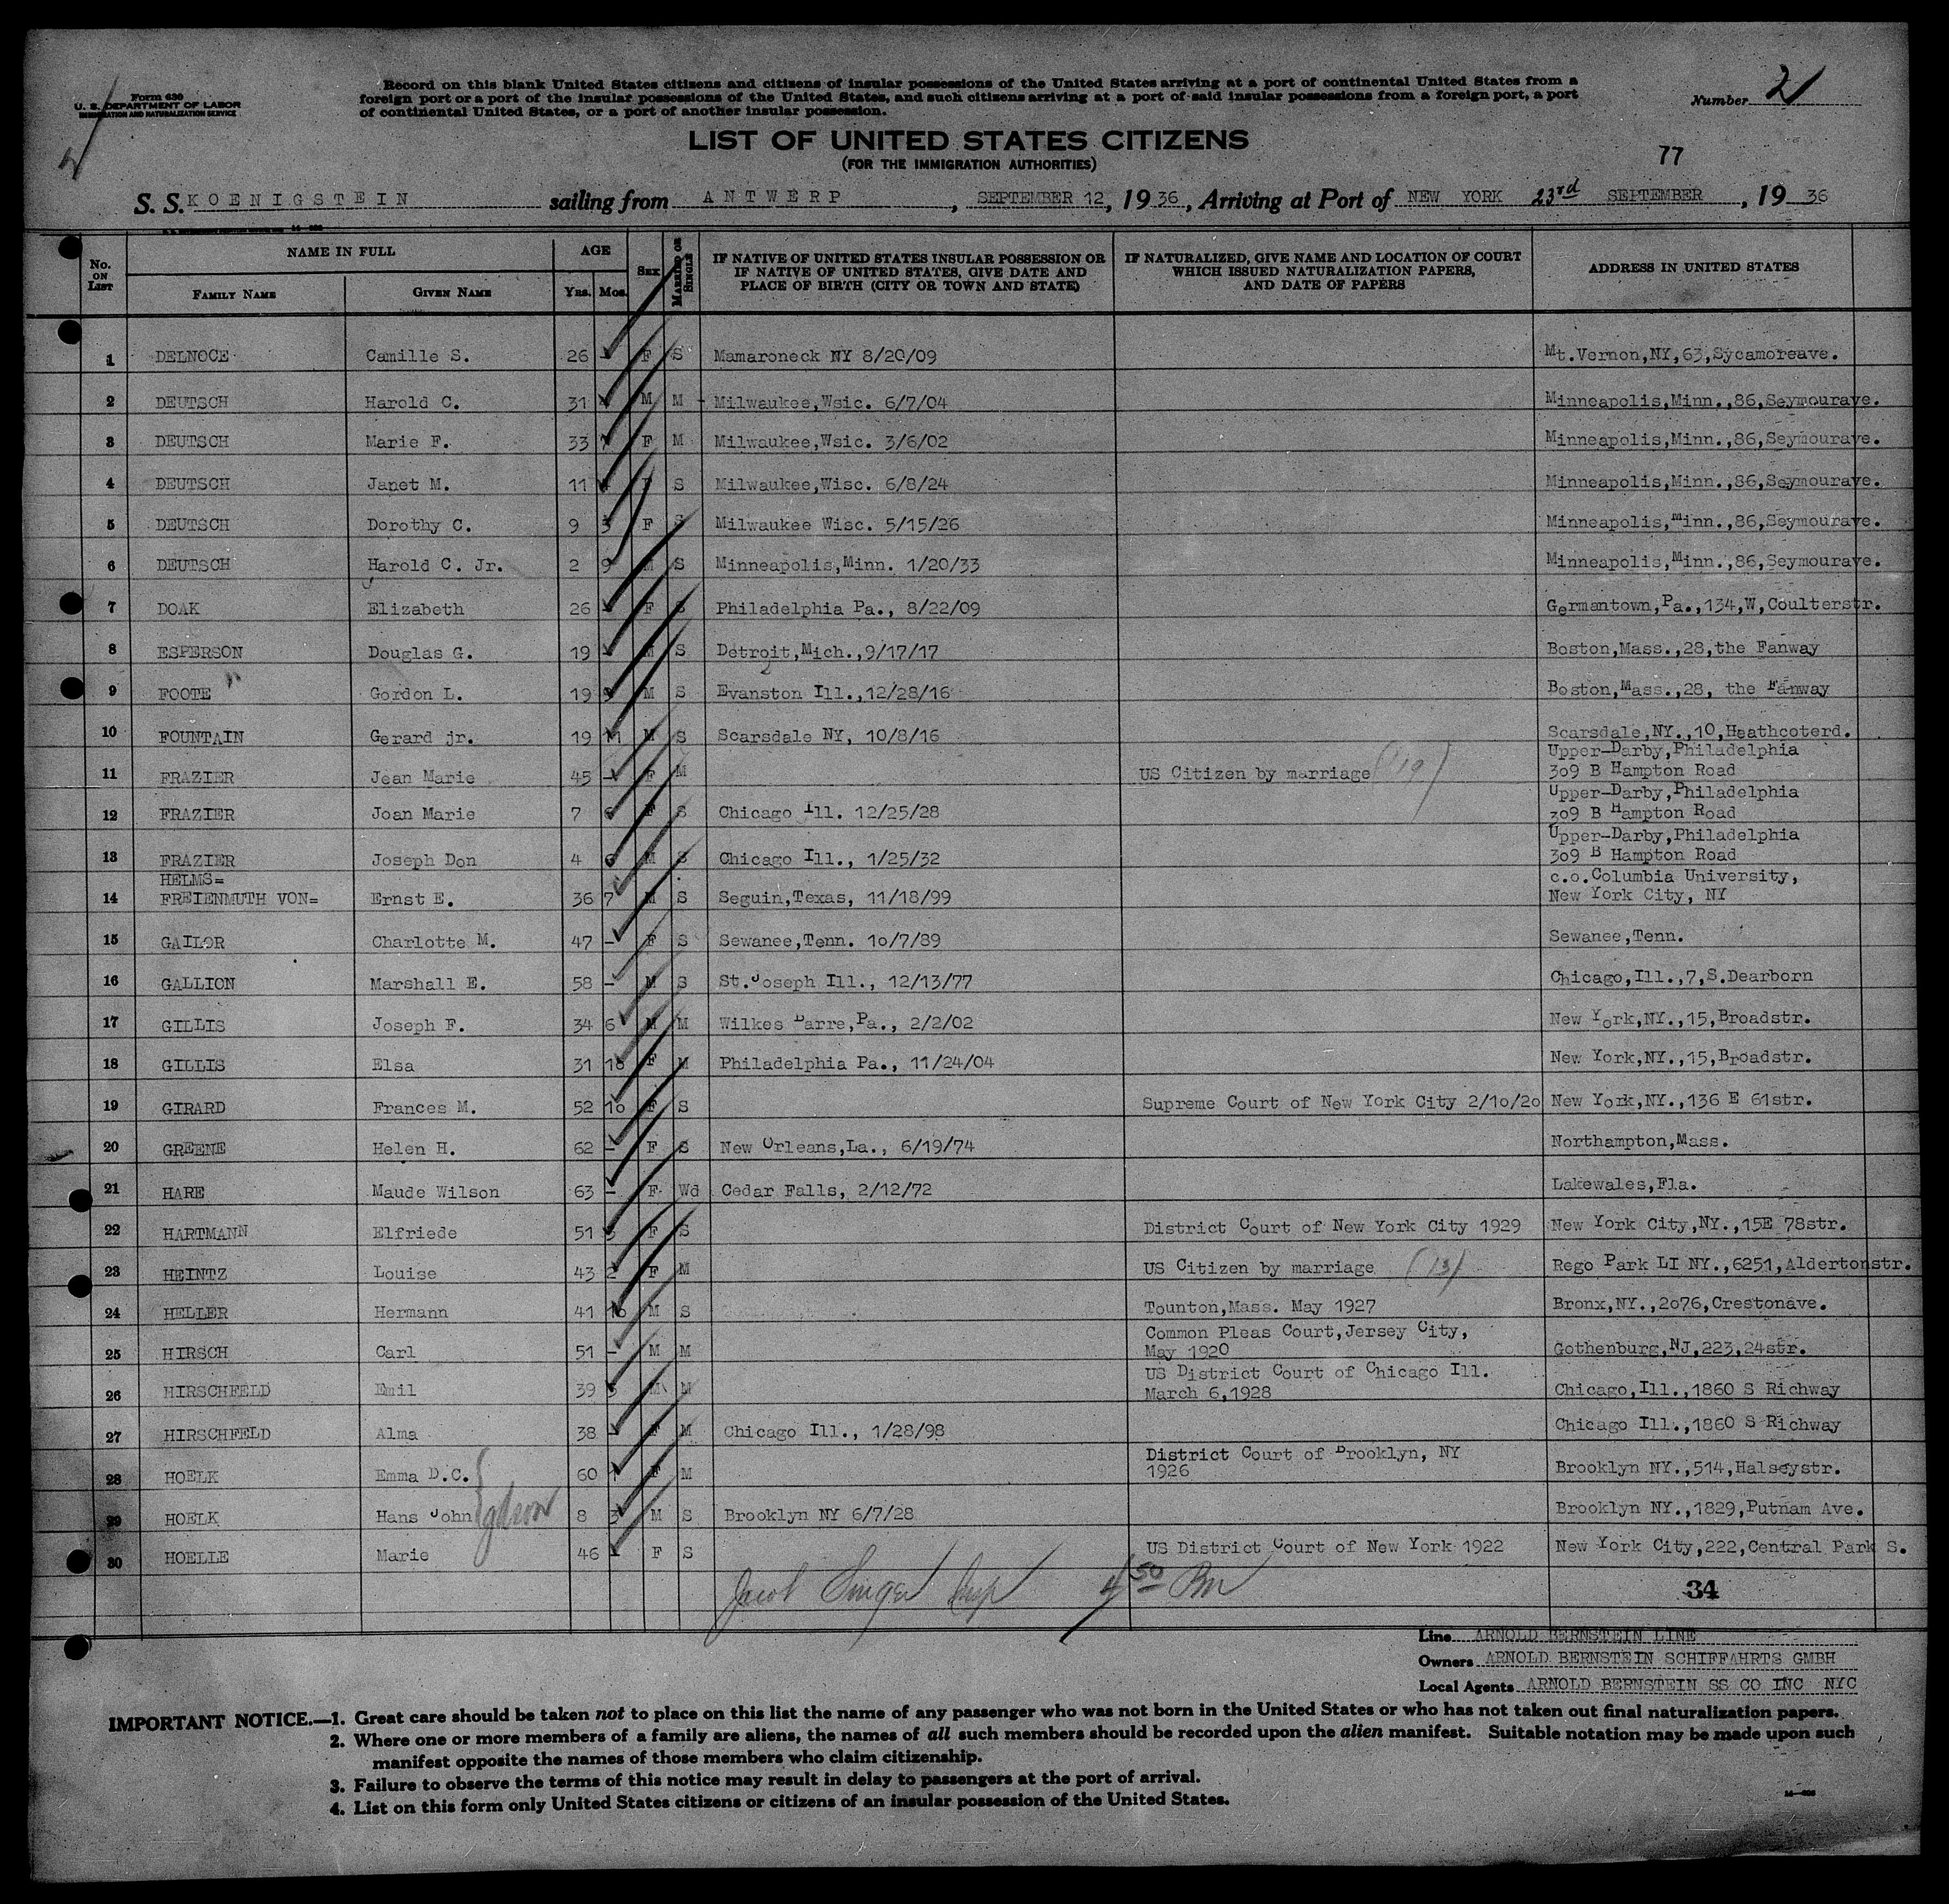 Form 630
U. S. DEPARTMENT OF LABOR
IMMIGRATION AND NATURALIZATION SERVICE
Record on this blank United States citizens and citizens of insular possessions of the United States arriving at a port of continental United States from a
foreign port or a port of the insular possessions of the United States, and such citizens arriving at a port of said insular possessions from a foreign port, a port
of continental United States, or a port of another insular possession.
Number 2
LIST OF UNITED STATES CITIZENS
(FOR THE IMMIGRATION AUTHORITIES)
77
S. S. KOENIGSTEIN sailing from ANTWERP, SEPTEMBER 12, 1936, Arriving at Port of NEW YORK 23rd SEPTEMBER, 1936
No. ON LIST NAME IN FULL FAMILY NAME GIVEN NAME AGE YRS. MOS. SEX MARRIED OR SINGLE IF NATIVE OF UNITED STATES INSULAR POSSESSION OR IF NATIVE OF UNITED STATES, GIVE DATE AND PLACE OF BIRTH (CITY OR TOWN AND STATE) IF NATURALIZED, GIVE NAME AND LOCATION OF COURT WHICH ISSUED NATURALIZATION PAPERS, AND DATE OF PAPERS ADDRESS IN UNITED STATES
1 DELNOCE Camille S. 26 - F S Mamaroneck NY 8/20/09 Mt.Vernon,NY,63,Sycamoreave.
2 DEUTSCH Harold C. 31 M M Milwaukee,Wsic. 6/7/04 Minneapolis,Minn.,86,Seymourave.
3 DEUTSCH Marie F. 33 F M Milwaukee,Wsic. 3/6/02 Minneapolis,Minn.,86,Seymourave.
4 DEUTSCH Janet M. 11 F S Milwaukee,Wisc. 6/8/24 Minneapolis,Minn.,86,Seymourave.
5 DEUTSCH Dorothy C. 9 3 F S Milwaukee Wisc. 5/15/26 Minneapolis,Minn.,86,Seymourave.
6 DEUTSCH Harold C. Jr. 2 9 M S Minneapolis,Minn. 1/20/33 Minneapolis,Minn.,86,Seymourave.
7 DOAK Elizabeth 26 - F S Philadelphia Pa., 8/22/09 Germantown,Pa.,134,W,Coulterstr.
8 ESPERSON Douglas G. 19 - M S Detroit,Mich.,9/17/17 Boston,Mass.,28,the Fanway
9 FOOTE Gordon L. 19 M S Evanston Ill.,12/28/16 Boston,Mass.,28, the Fanway
10 FOUNTAIN Gerard jr. 19 11 M S Scarsdale NY, 10/8/16 Scarsdale,NY.,10,Heathcoterd.
11 FRAZIER Jean Marie 45 - F M US Citizen by marriage (19) Upper-Darby,Philadelphia
309 B Hampton Road
12 FRAZIER Joan Marie 7 6 F S Chicago Ill. 12/25/28 Upper-Darby,Philadelphia
309 B Hampton Road
13 FRAZIER Joseph Don 4 6 M S Chicago Ill., 1/25/32 Upper-Darby,Philadelphia
309 B Hampton Road
14 HELMS=
FREIENMUTH VON= Ernst E. 36 7 M S Seguin,Texas, 11/18/99 c.o.Columbia University,
New York City, NY
15 GAILOR Charlotte M. 47 - F S Sewanee,Tenn. 10/7/89 Sewanee,Tenn.
16 GALLION Marshall E. 58 - M S St.Joseph Ill., 12/13/77 Chicago,Ill.,7,S.Dearborn
17 GILLIS Joseph F. 34 6 M M Wilkes Barre,Pa., 2/2/02 New York,NY.,15,Broadstr.
18 GILLIS Elsa 31 10 F M Philadelphia Pa., 11/24/04 New York,NY.,15,Broadstr.
19 GIRARD Frances M. 52 10 F S Supreme Court of New York City 2/10/20 New York,NY.,136 E 61str.
20 GREENE Helen H. 62 - F S New Orleans,La., 6/19/74 Northampton,Mass.
21 HARE Maude Wilson 63 - F Wd Cedar Falls, 2/12/72 Lakewales,Fla.
22 HARTMANN Elfriede 51 F S District Court of New York City 1929 New York City,NY.,15E 78str.
23 HEINTZ Louise 43 2 F M US Citizen by marriage (13) Rego Park LI NY.,6251,Aldertonstr.
24 HELLER Hermann 41 10 M S Tounton,Mass. May 1927 Bronx,NY.,2076,Crestonave.
25 HIRSCH Carl 51 - M M Common Pleas Court,Jersey City,
May 1920 Gothenburg,NJ,223,24str.
26 HIRSCHFELD Emil 39 M M US District Court of Chicago Ill.
March 6,1928 Chicago,Ill.,1860 S Richway
27 HIRSCHFELD Alma 38 F M Chicago Ill., 1/28/98 Chicago Ill.,1860 S Richway
28 HOELK Emma D.C. 60 F M District Court of Brooklyn, NY
1926 Brooklyn NY.,514,Halseystr.
29 HOELK Hans John 8 3 M S Brooklyn NY 6/7/28 Brooklyn NY.,1829,Putnam Ave.
30 HOELLE Marie 46 F S US District Court of New York 1922 New York City,222,Central Park S.
Jacob Singer Insp 4 50 Pm
34
Line ARNOLD BERNSTEIN LINE
Owners ARNOLD BERNSTEIN SCHIFFAHRTS GMBH
Local Agents ARNOLD BERNSTEIN SS CO INC NYC
IMPORTANT NOTICE.—1. Great care should be taken not to place on this list the name of any passenger who was not born in the United States or who has not taken out final naturalization papers.
2. Where one or more members of a family are aliens, the names of all such members should be recorded upon the alien manifest. Suitable notation may be made upon such
manifest opposite the names of those members who claim citizenship.
3. Failure to observe the terms of this notice may result in delay to passengers at the port of arrival.
4. List on this form only United States citizens or citizens of an insular possession of the United States.